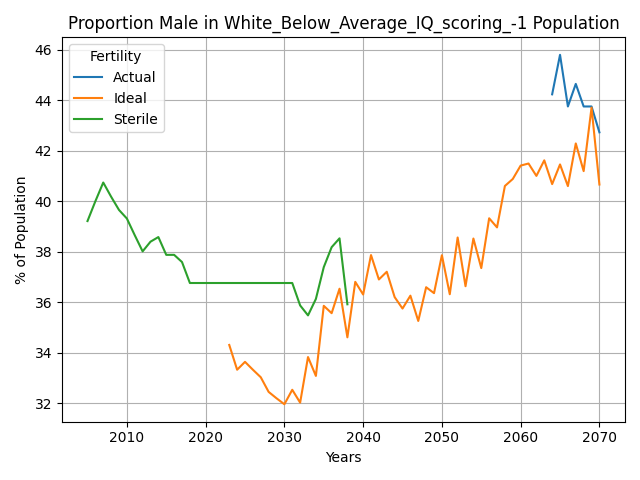 Proportion Male in White_Below_Average_IQ_scoring_-1 Population
Fertility
Actual
Ideal
Sterile
% of Population
46
44
42
40
38
36
34
32
2010 2020 2030 2040 2050 2060 2070
Years